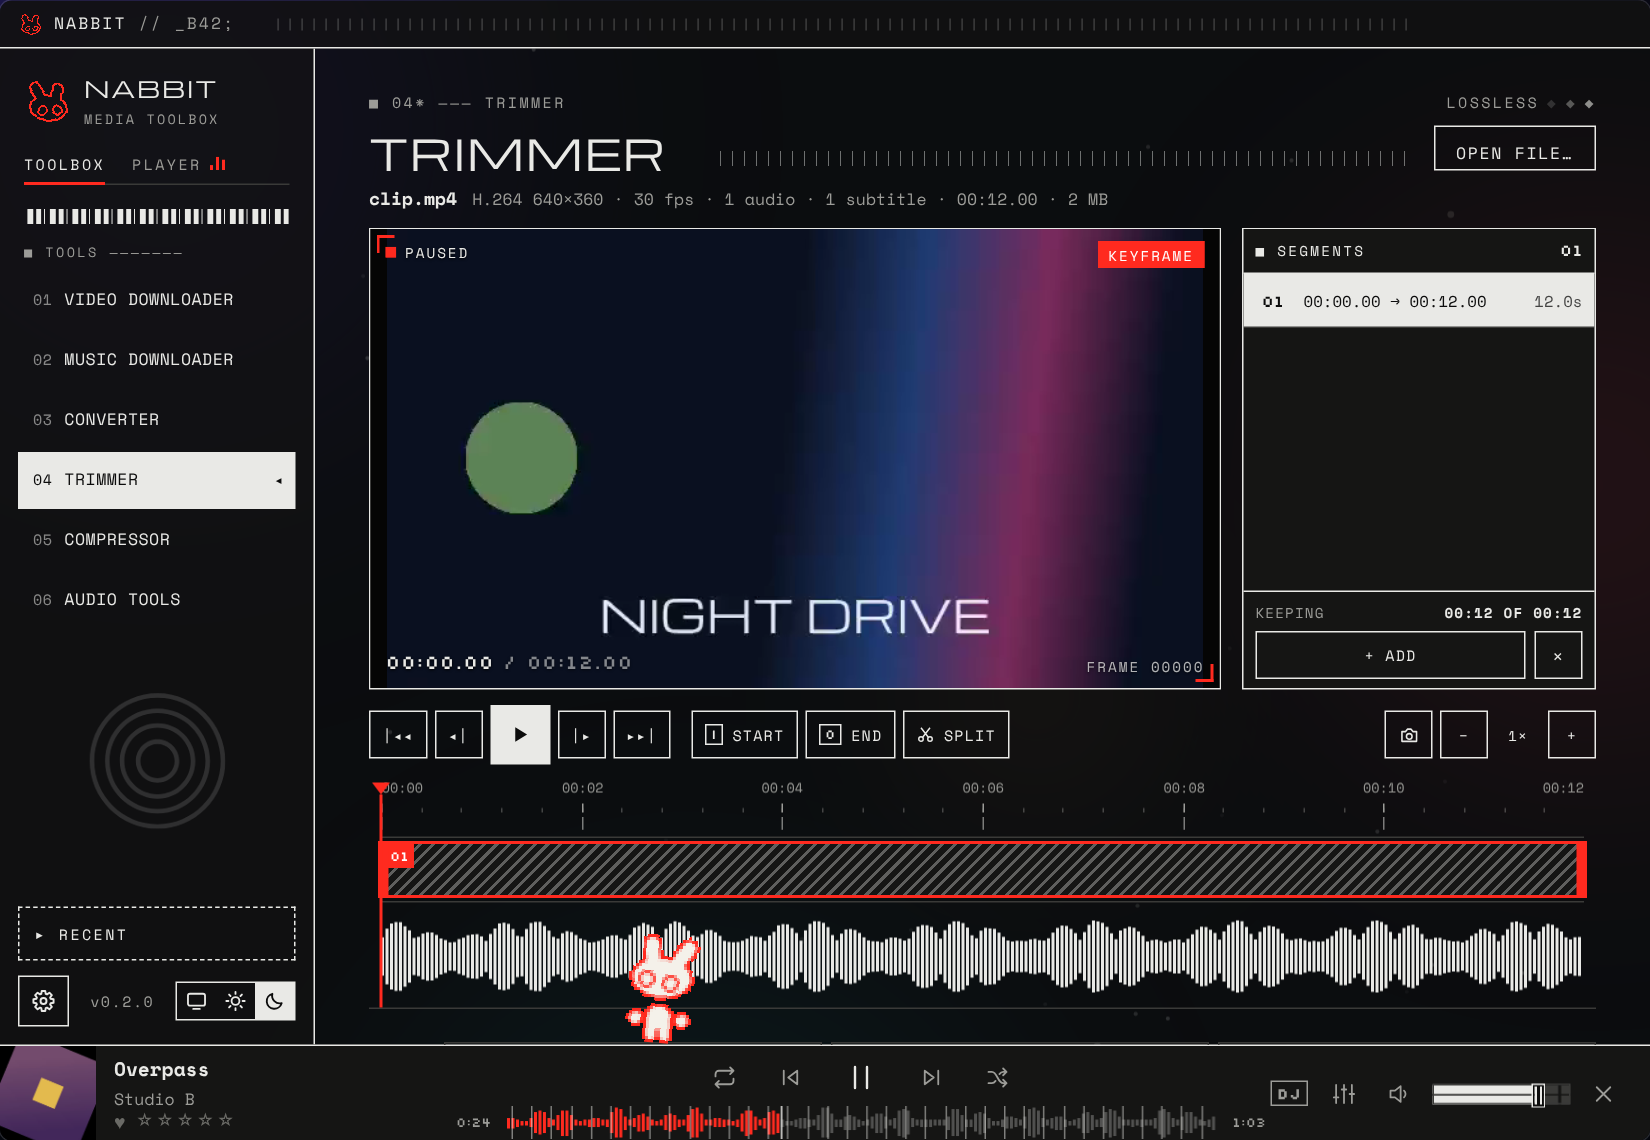 NABBIT // _B42;
NABBIT
MEDIA TOOLBOX
TOOLBOX PLAYER
■ TOOLS ———————
01 VIDEO DOWNLOADER
02 MUSIC DOWNLOADER
03 CONVERTER
04 TRIMMER ◂
05 COMPRESSOR
06 AUDIO TOOLS
▸ RECENT
v0.2.0
■ 04* ——— TRIMMER
LOSSLESS ◆ ◆ ◆
TRIMMER
OPEN FILE…
clip.mp4 H.264 640×360 · 30 fps · 1 audio · 1 subtitle · 00:12.00 · 2 MB
PAUSED
KEYFRAME
NIGHT DRIVE
00:00.00 / 00:12.00
FRAME 00000
■ SEGMENTS 01
01 00:00.00 → 00:12.00 12.0s
KEEPING 00:12 OF 00:12
+ ADD ×
I START O END SPLIT
− 1× +
00:00 00:02 00:04 00:06 00:08 00:10 00:12
01
Overpass
Studio B
♥ ☆ ☆ ☆ ☆ ☆
0:24 1:03
DJ